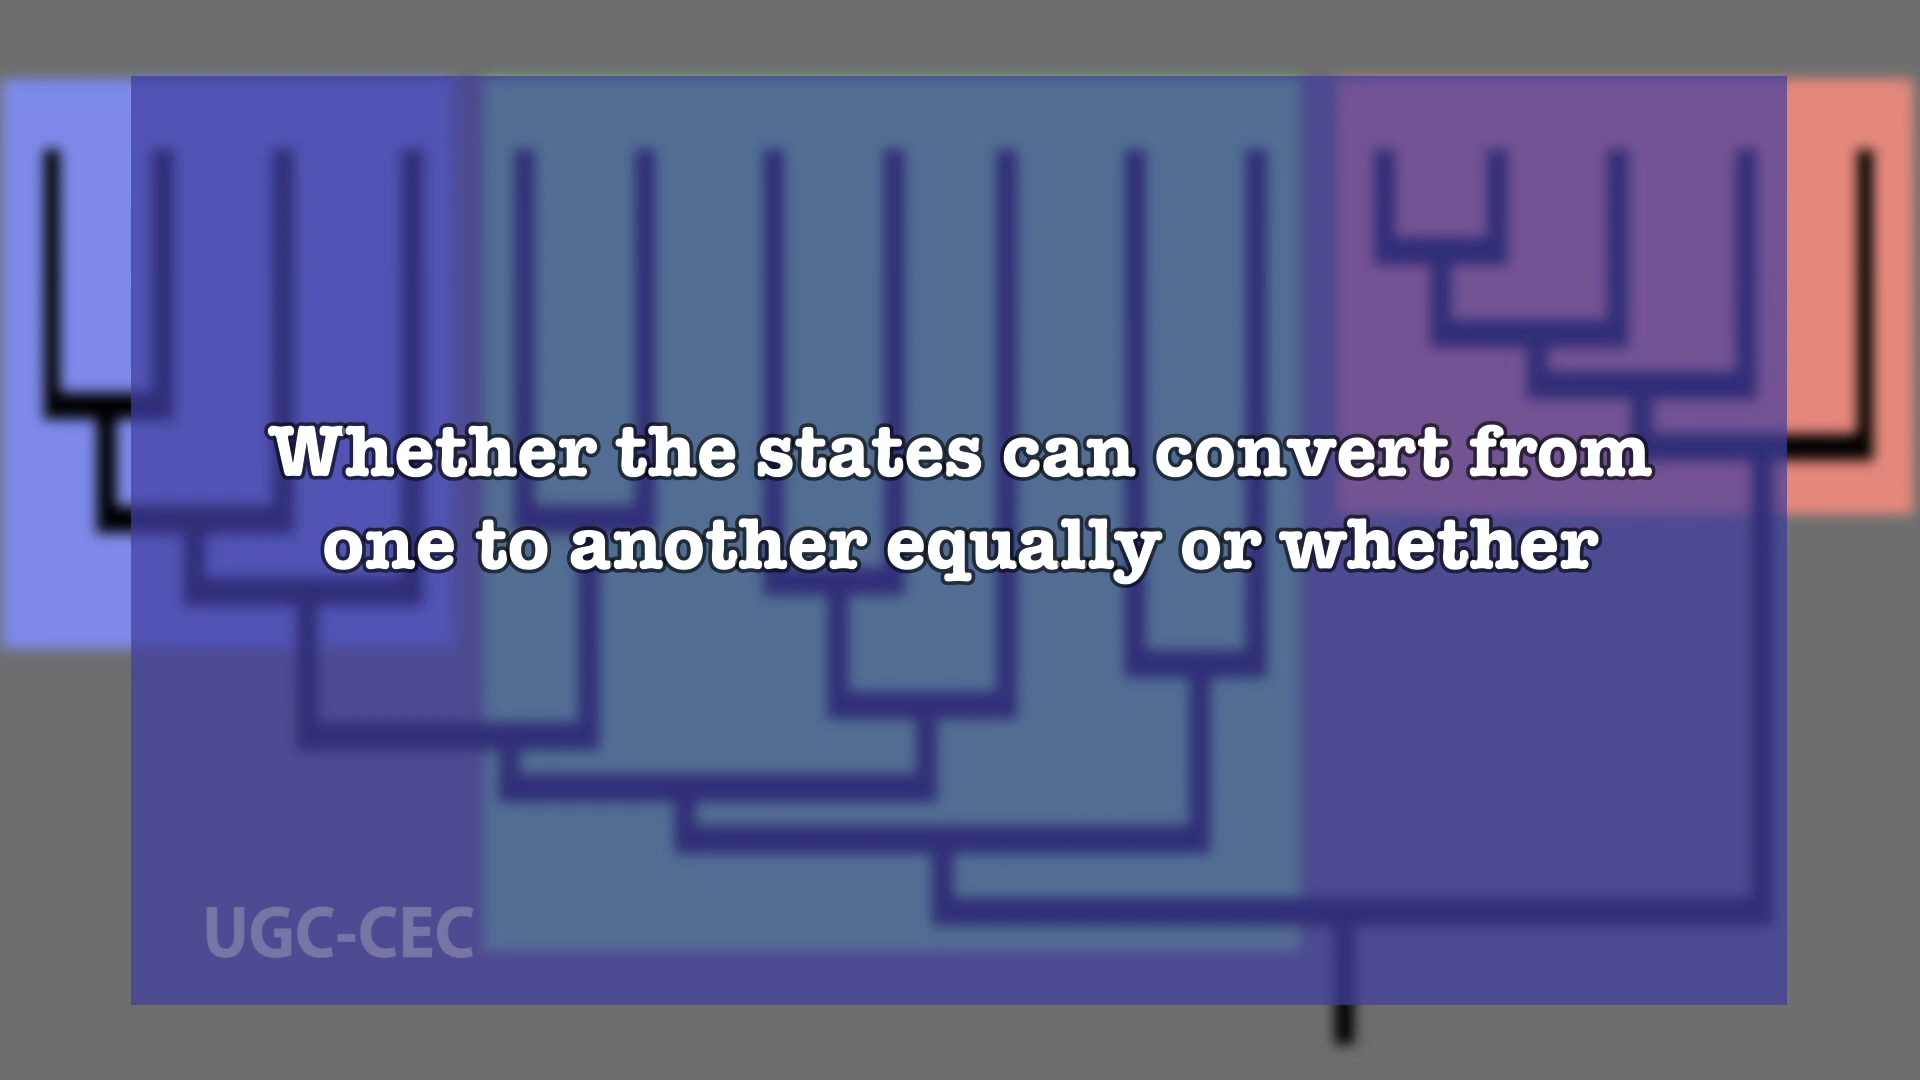 Whether the states can convert from
one to another equally or whether
UGC-CEC